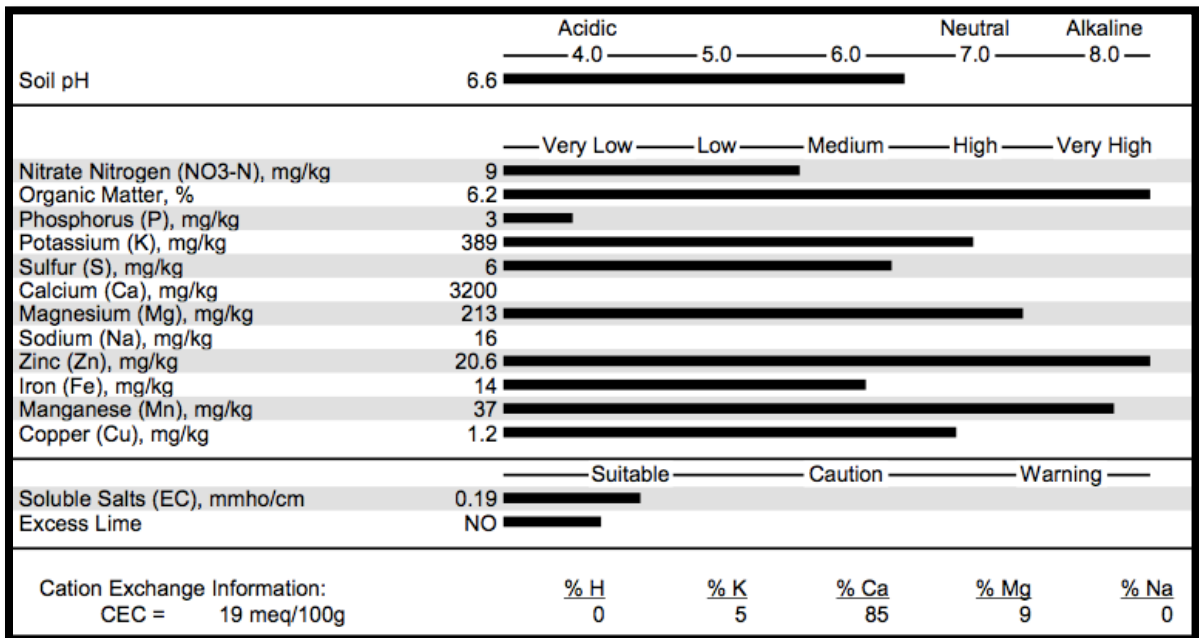 Acidic Neutral Alkaline
4.0 5.0 6.0 7.0 8.0
Soil pH 6.6
Very Low Low Medium High Very High
Nitrate Nitrogen (NO3-N), mg/kg 9
Organic Matter, % 6.2
Phosphorus (P), mg/kg 3
Potassium (K), mg/kg 389
Sulfur (S), mg/kg 6
Calcium (Ca), mg/kg 3200
Magnesium (Mg), mg/kg 213
Sodium (Na), mg/kg 16
Zinc (Zn), mg/kg 20.6
Iron (Fe), mg/kg 14
Manganese (Mn), mg/kg 37
Copper (Cu), mg/kg 1.2
Suitable Caution Warning
Soluble Salts (EC), mmho/cm 0.19
Excess Lime NO
Cation Exchange Information: % H % K % Ca % Mg % Na
CEC = 19 meq/100g 0 5 85 9 0